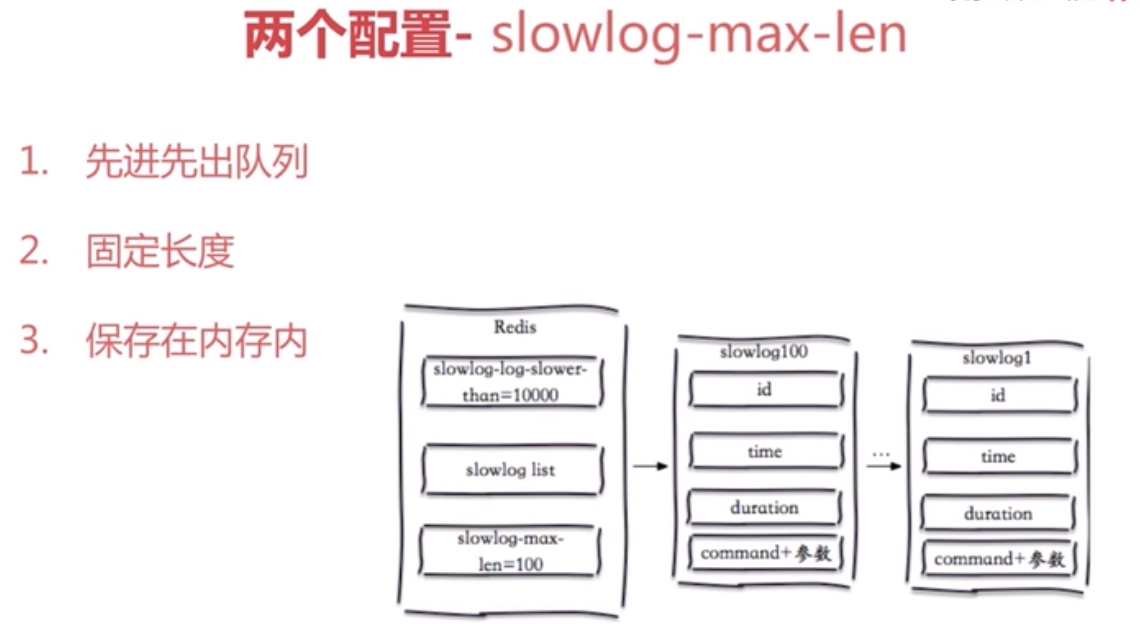 两个配置- slowlog-max-len
1. 先进先出队列
2. 固定长度
3. 保存在内存内
Redis
slowlog-log-slower-
than=10000
slowlog list
slowlog-max-
len=100
slowlog100
id
time
duration
command+参数
...
slowlog1
id
time
duration
command+参数